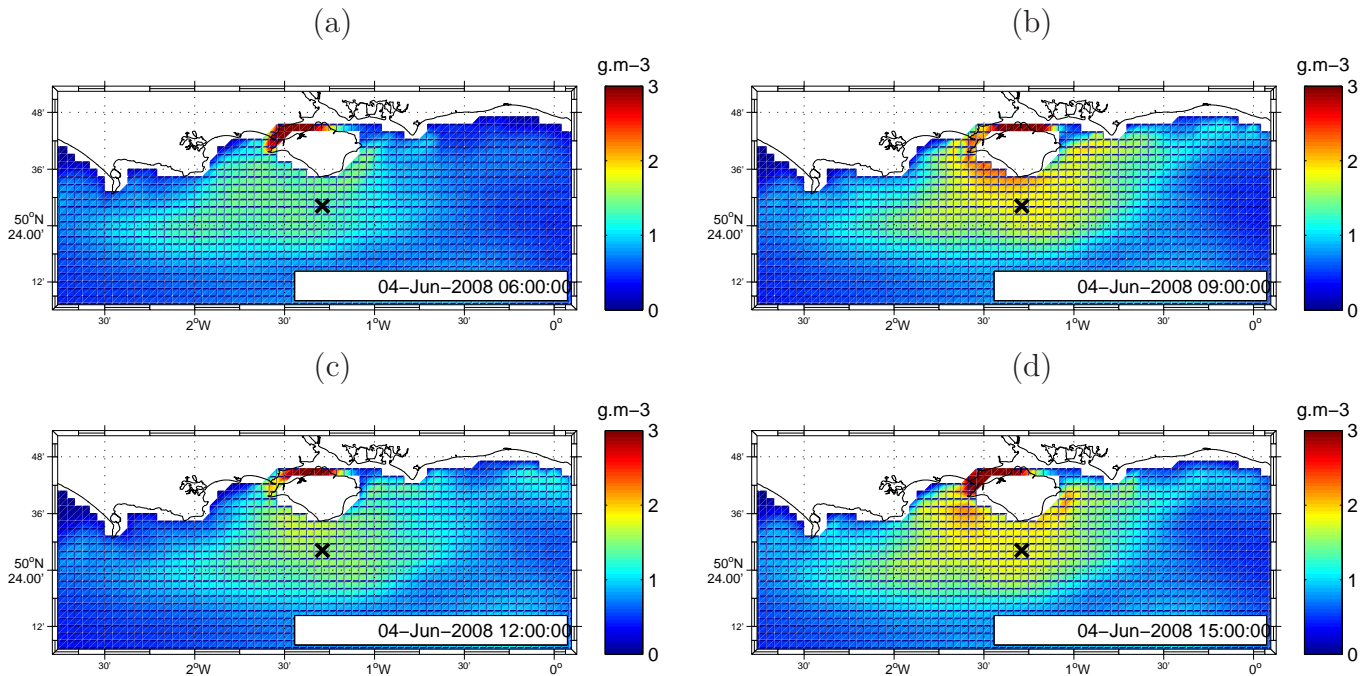 (a)
(b)
g.m−3
3
2
1
0
48'
36'
50°N
24.00'
12'
30'
2°W
30'
1°W
30'
0°
04−Jun−2008 06:00:00
g.m−3
3
2
1
0
48'
36'
50°N
24.00'
12'
30'
2°W
30'
1°W
30'
0°
04−Jun−2008 09:00:00
(c)
(d)
g.m−3
3
2
1
0
48'
36'
50°N
24.00'
12'
30'
2°W
30'
1°W
30'
0°
04−Jun−2008 12:00:00
g.m−3
3
2
1
0
48'
36'
50°N
24.00'
12'
30'
2°W
30'
1°W
30'
0°
04−Jun−2008 15:00:00